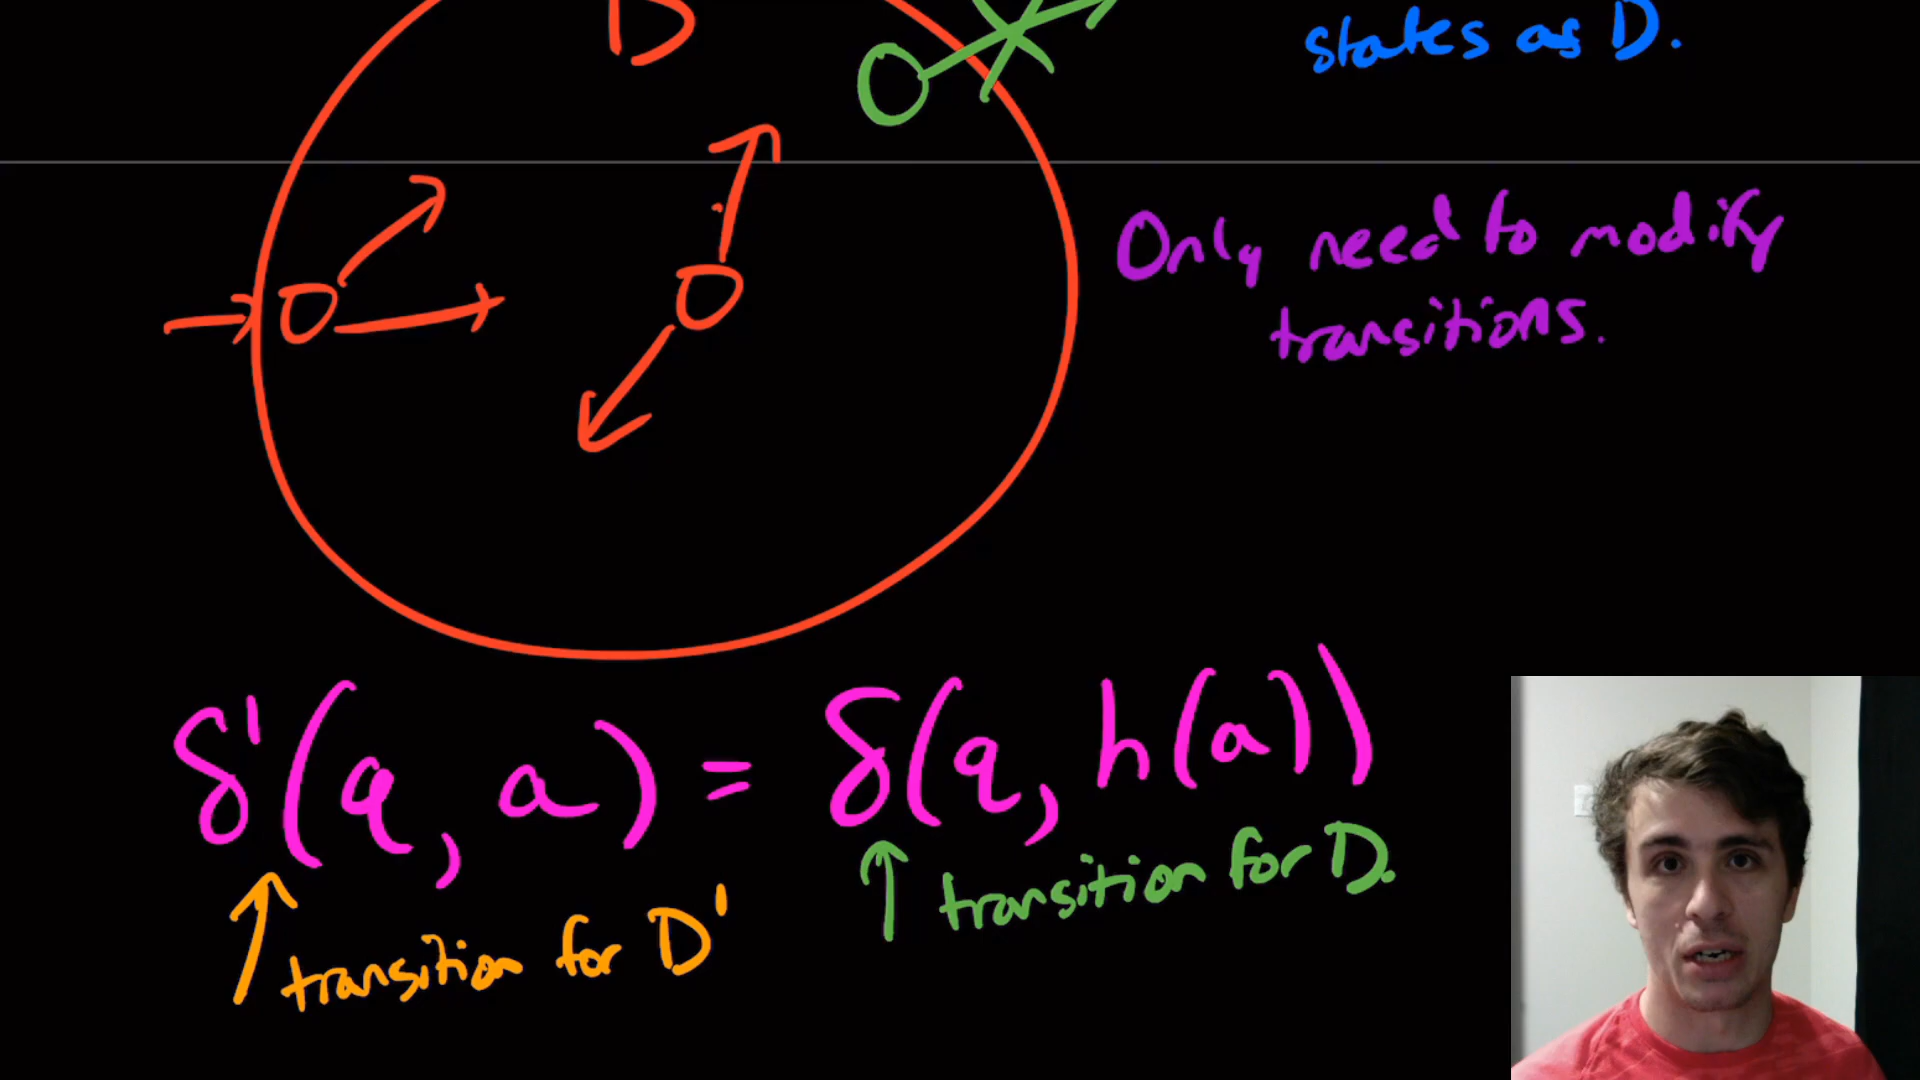 D
states as D.
Only need to modify
transitions.
δ'(q, a) = δ(q, h(a))
transition for D.
transition for D'